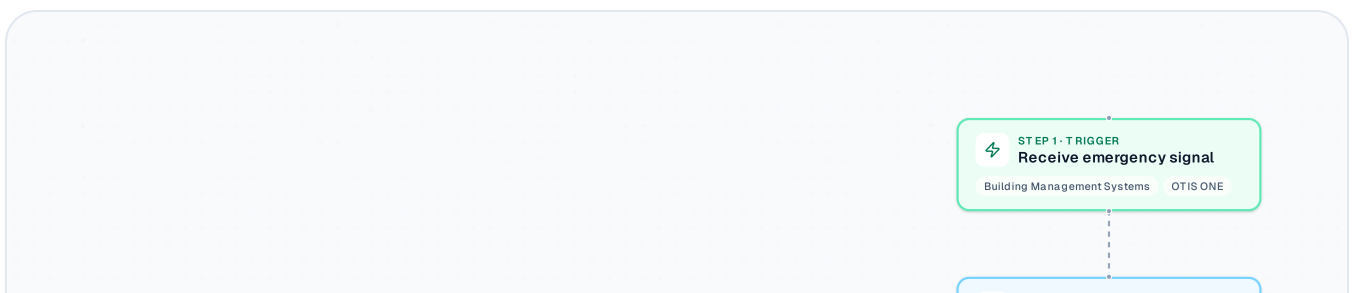 STEP 1 · TRIGGER
Receive emergency signal
Building Management Systems OTIS ONE